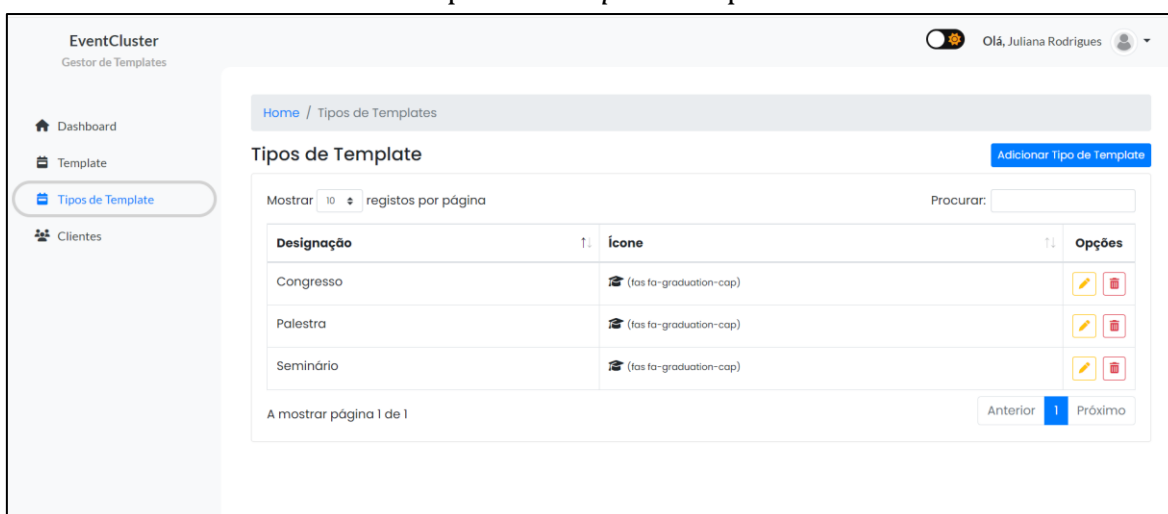 EventCluster
Gestor de Templates
Olá, Juliana Rodrigues
Dashboard
Template
Tipos de Template
Clientes
Home / Tipos de Templates
Tipos de Template
Adicionar Tipo de Template
Mostrar 10 registos por página
Procurar:
Designação Ícone Opções
Congresso (fas fa-graduation-cap)
Palestra (fas fa-graduation-cap)
Seminário (fas fa-graduation-cap)
A mostrar página 1 de 1
Anterior 1 Próximo